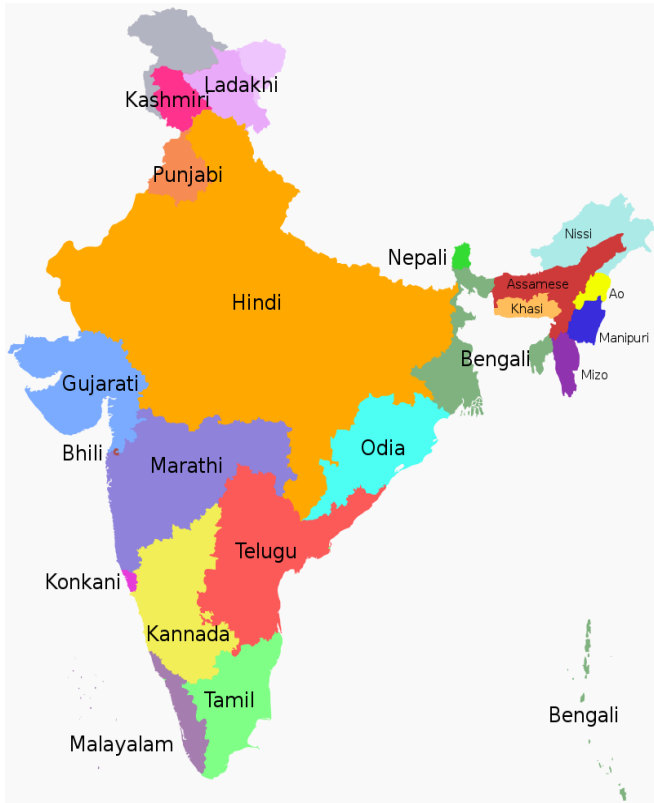 Ladakhi
Kashmiri
Punjabi
Nissi
Nepali
Assamese
Ao
Hindi
Khasi
Manipuri
Bengali
Mizo
Gujarati
Bhili
Marathi
Odia
Telugu
Konkani
Kannada
Tamil
Bengali
Malayalam